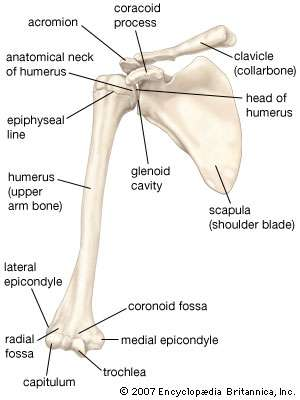 coracoid
process
acromion
clavicle
(collarbone)
anatomical neck
of humerus
head of
humerus
epiphyseal
line
glenoid
cavity
humerus
(upper
arm bone)
scapula
(shoulder blade)
lateral
epicondyle
coronoid fossa
radial
fossa
medial epicondyle
trochlea
capitulum
© 2007 Encyclopædia Britannica, Inc.